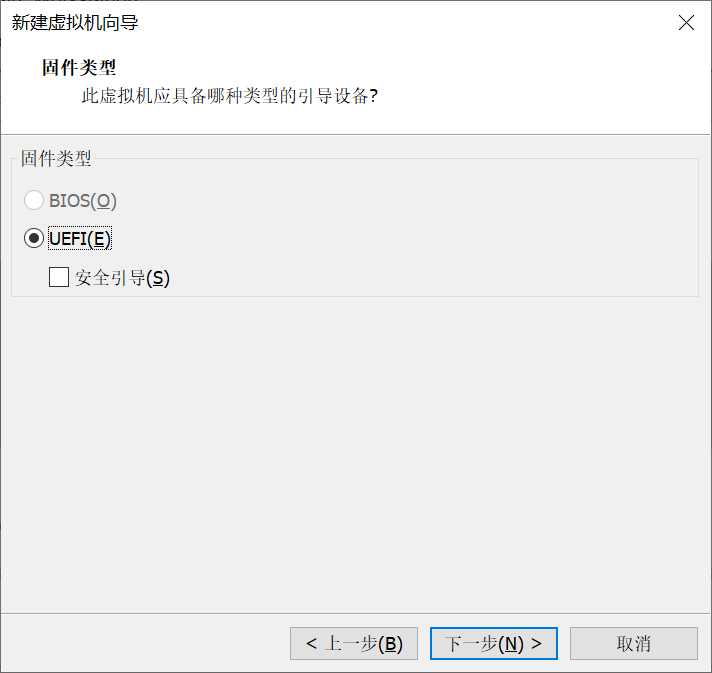 新建虚拟机向导
固件类型
此虚拟机应具备哪种类型的引导设备?
固件类型
BIOS(O)
UEFI(E)
安全引导(S)
< 上一步(B)
下一步(N) >
取消